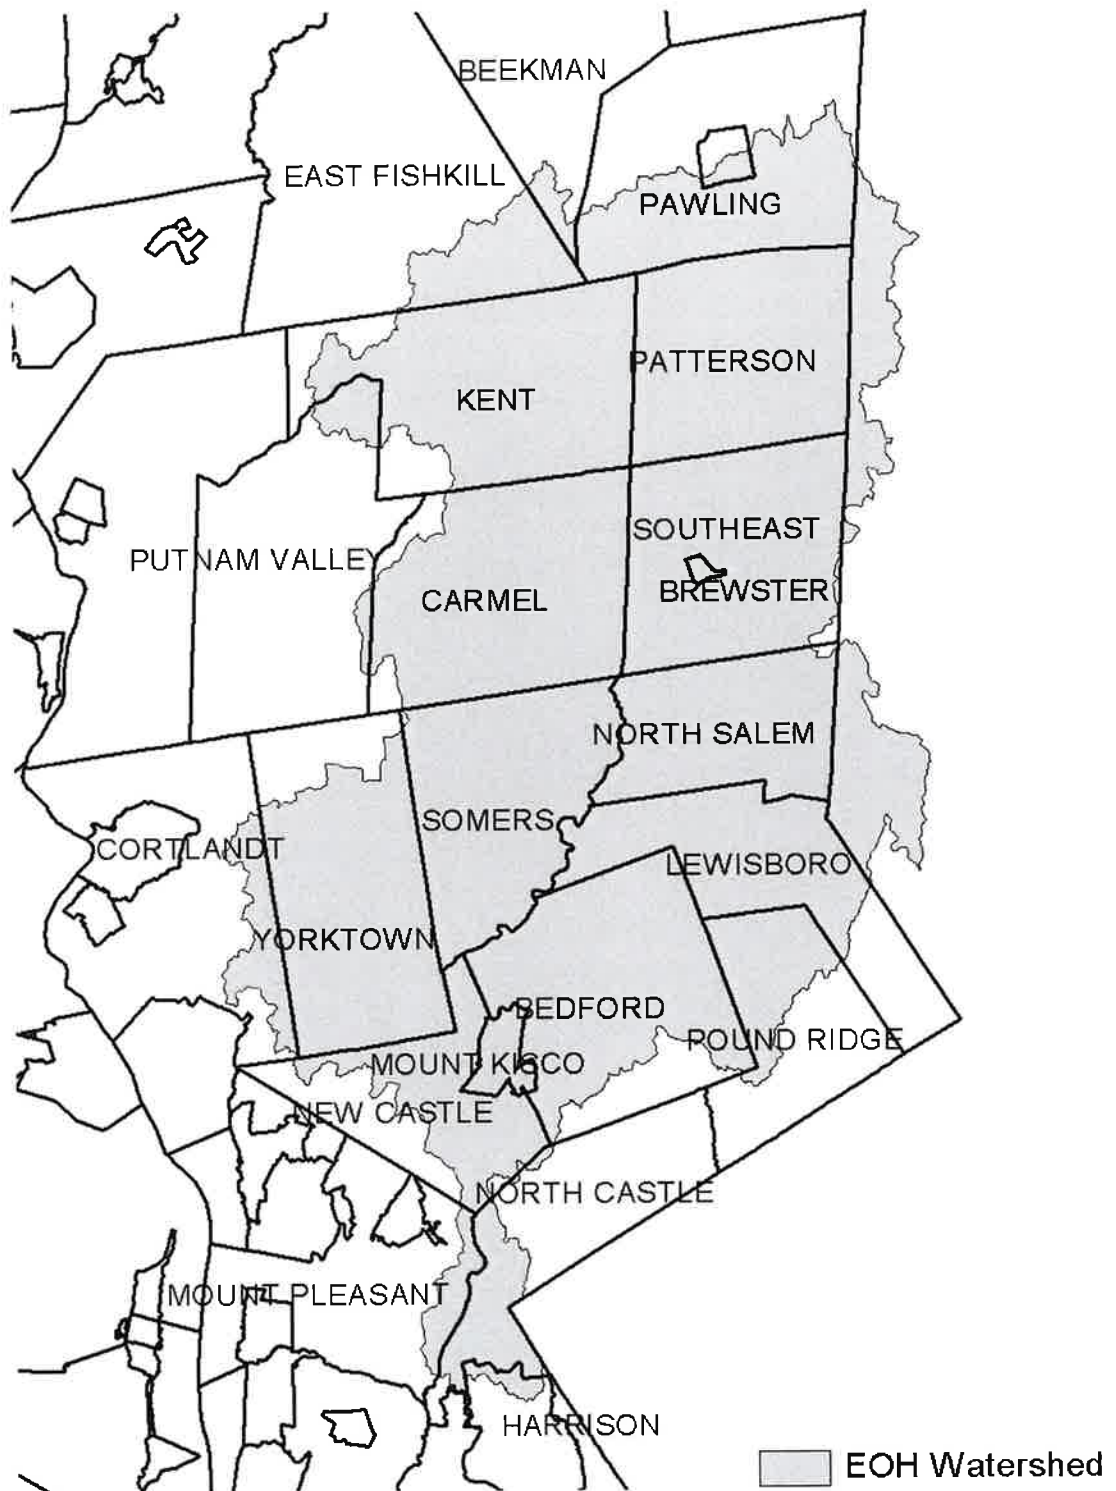 BEEKMAN
EAST FISHKILL
PAWLING
PATTERSON
KENT
SOUTHEAST
PUTNAM VALLEY
BREWSTER
CARMEL
NORTH SALEM
SOMERS
CORTLANDT
LEWISBORO
YORKTOWN
BEDFORD
POUND RIDGE
MOUNT KISCO
NEW CASTLE
NORTH CASTLE
MOUNT PLEASANT
HARRISON
EOH Watershed